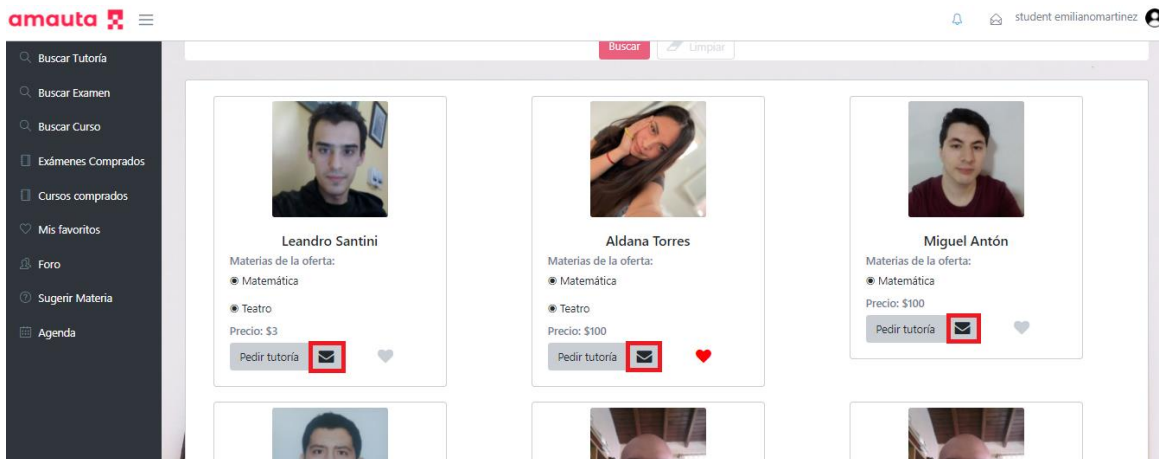 amauta
student emilianomartinez
Buscar Tutoría
Buscar Examen
Buscar Curso
Exámenes Comprados
Cursos comprados
Mis favoritos
Foro
Sugerir Materia
Agenda
Buscar
Limpiar
Leandro Santini
Materias de la oferta:
Matemática
Teatro
Precio: $3
Pedir tutoría
Aldana Torres
Materias de la oferta:
Matemática
Teatro
Precio: $100
Pedir tutoría
Miguel Antón
Materias de la oferta:
Matemática
Precio: $100
Pedir tutoría